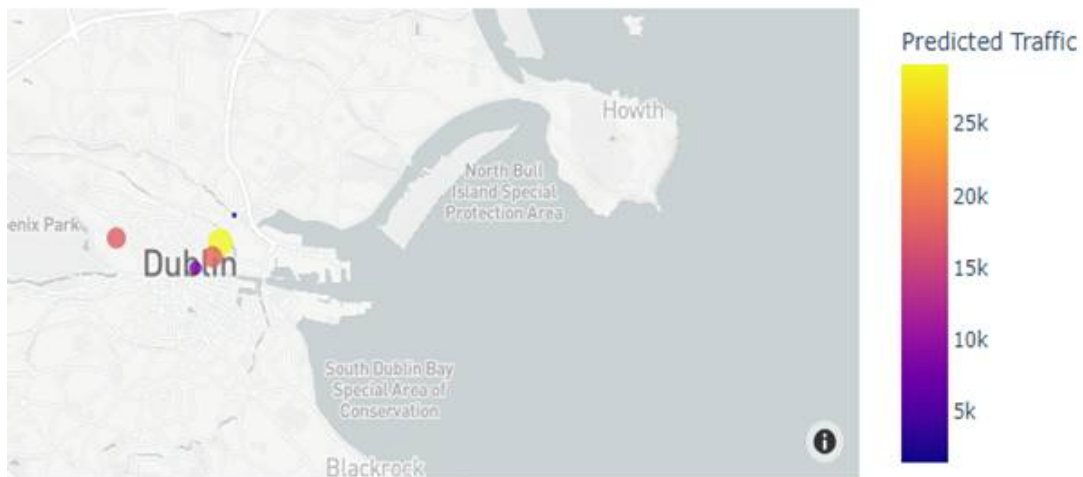 Predicted Traffic
25k
20k
15k
10k
5k
Howth
North Bull
Island Special
Protection Area
enix Park
Dublin
South Dublin Bay
Special Area of
Conservation
Blackrock
i